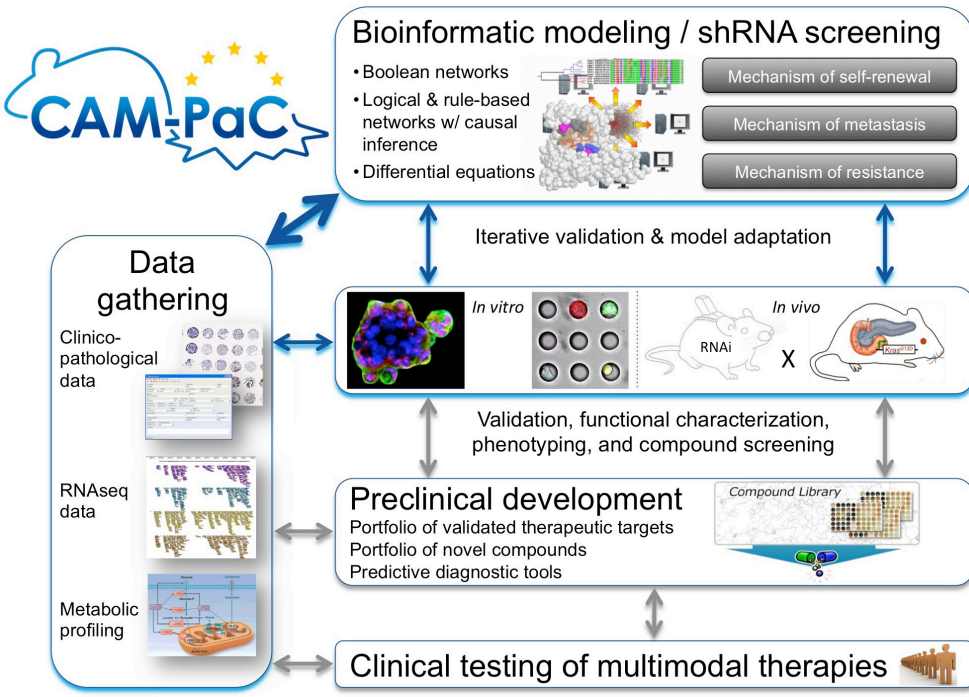 CAM-PaC
Bioinformatic modeling / shRNA screening
• Boolean networks
• Logical & rule-based
networks w/ causal
inference
• Differential equations
Mechanism of self-renewal
Mechanism of metastasis
Mechanism of resistance
Iterative validation & model adaptation
Data
gathering
Clinico-
pathological
data
RNAseq
data
Metabolic
profiling
In vitro
In vivo
RNAi
X
Kras
Validation, functional characterization,
phenotyping, and compound screening
Preclinical development
Portfolio of validated therapeutic targets
Portfolio of novel compounds
Predictive diagnostic tools
Compound Library
Clinical testing of multimodal therapies